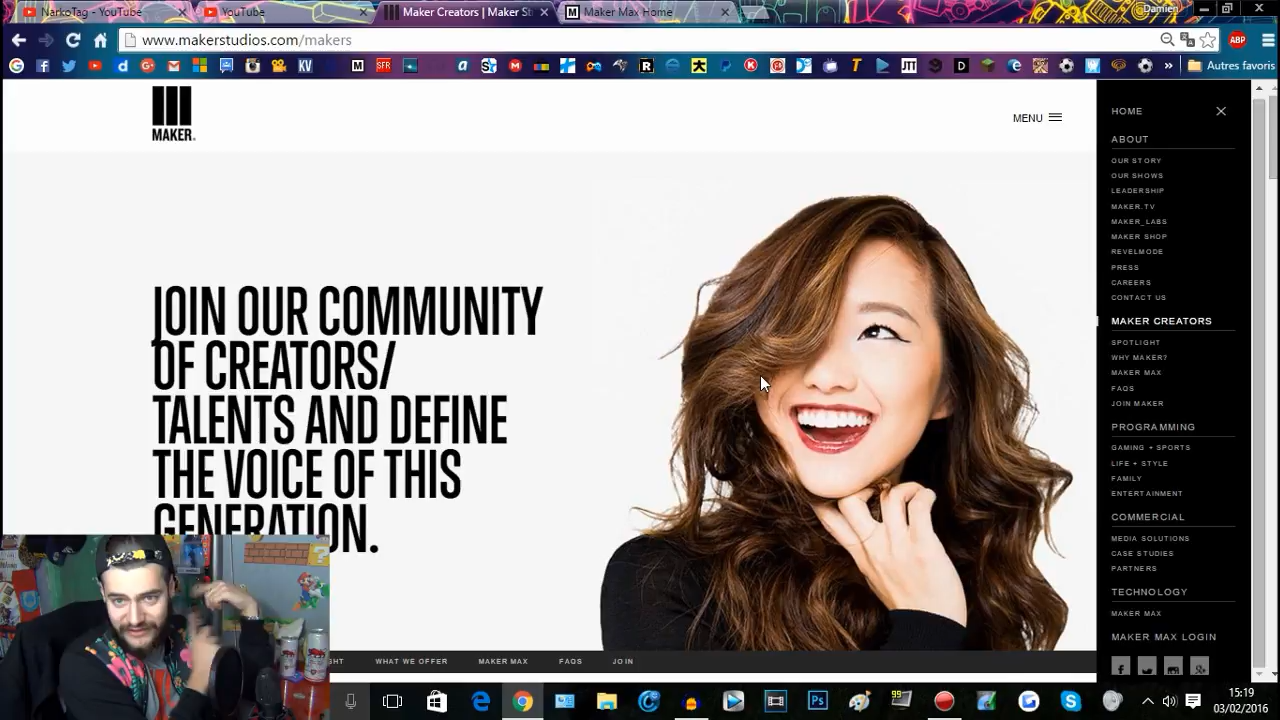 NarkoTag - YouTube
YouTube
Maker Creators | Maker St
Maker Max Home
Damien
www.makerstudios.com/makers
ABP
Autres favoris
MAKER.
MENU
JOIN OUR COMMUNITY
OF CREATORS/
TALENTS AND DEFINE
THE VOICE OF THIS
GENERATION.
HOME
ABOUT
OUR STORY
OUR SHOWS
LEADERSHIP
MAKER.TV
MAKER_LABS
MAKER SHOP
REVELMODE
PRESS
CAREERS
CONTACT US
MAKER CREATORS
SPOTLIGHT
WHY MAKER?
MAKER MAX
FAQS
JOIN MAKER
PROGRAMMING
GAMING + SPORTS
LIFE + STYLE
FAMILY
ENTERTAINMENT
COMMERCIAL
MEDIA SOLUTIONS
CASE STUDIES
PARTNERS
TECHNOLOGY
MAKER MAX
MAKER MAX LOGIN
GHT
WHAT WE OFFER
MAKER MAX
FAQS
JOIN
99
15:19
03/02/2016